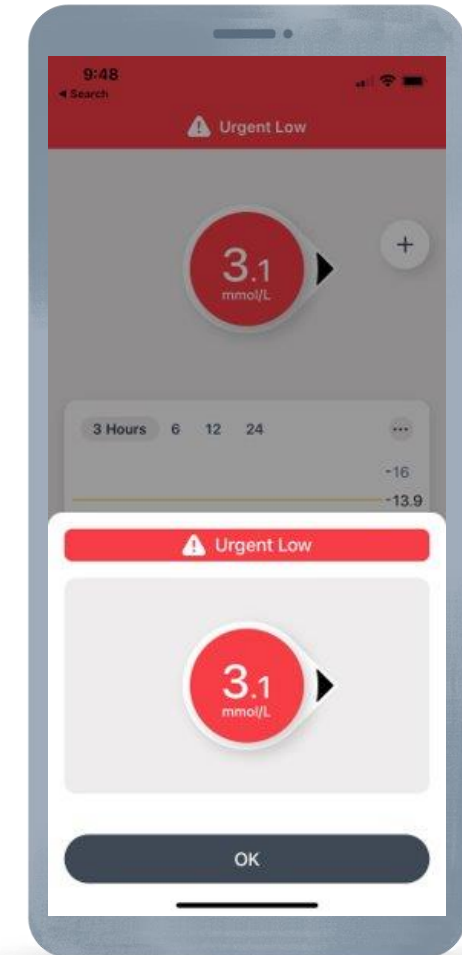 9:48
◀ Search
Urgent Low
3.1
mmol/L
+
3 Hours 6 12 24 ...
-16
-13.9
Urgent Low
3.1
mmol/L
OK